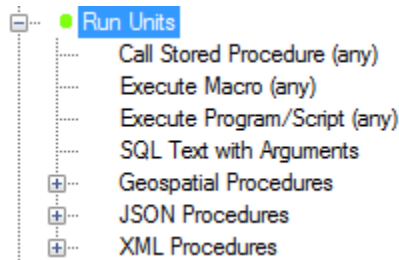 Run Units
Call Stored Procedure (any)
Execute Macro (any)
Execute Program/Script (any)
SQL Text with Arguments
Geospatial Procedures
JSON Procedures
XML Procedures